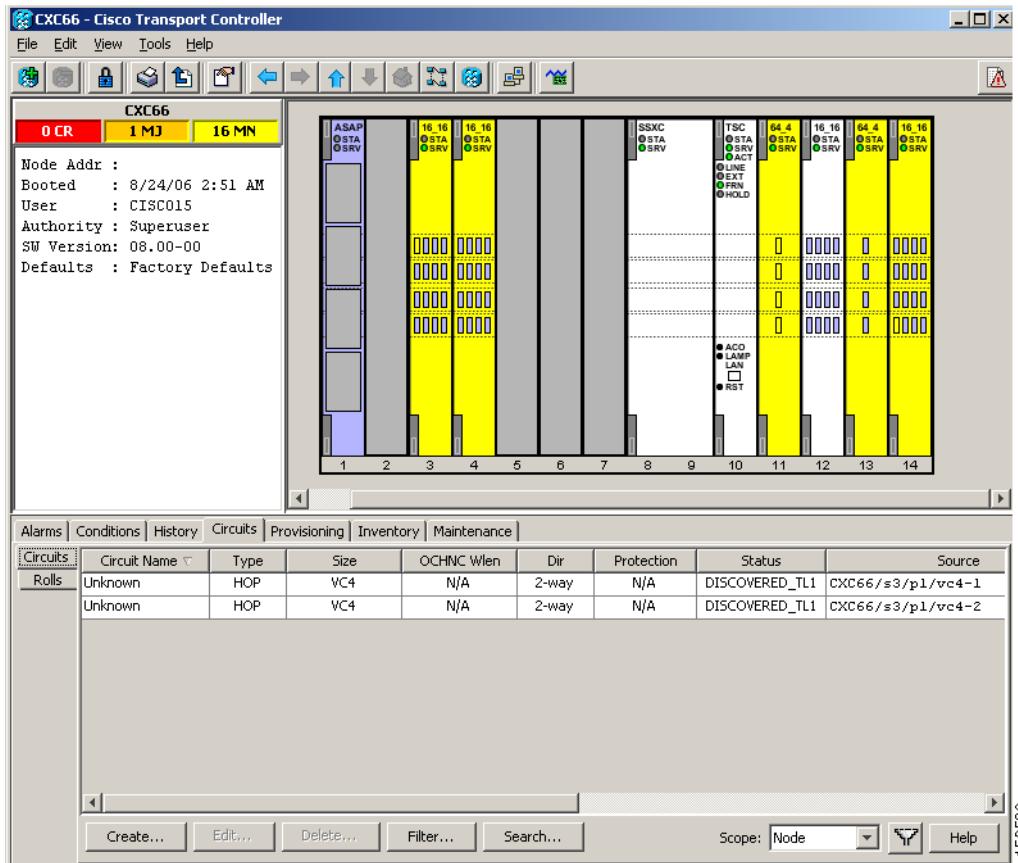 CXC66 - Cisco Transport Controller
File Edit View Tools Help
CXC66
0 CR 1 MJ 16 MN
Node Addr :
Booted : 8/24/06 2:51 AM
User : CISCO15
Authority : Superuser
SW Version: 08.00-00
Defaults : Factory Defaults
ASAP 16_16 16_16 SSXC TSC 64_4 16_16 64_4 16_16
STA STA STA STA STA STA STA STA STA
SRV SRV SRV SRV SRV SRV SRV SRV SRV
ACT
LINE
EXT
FRN
HOLD
ACO
LAMP
LAN
RST
1 2 3 4 5 6 7 8 9 10 11 12 13 14
Alarms Conditions History Circuits Provisioning Inventory Maintenance
Circuits
Rolls
Circuit Name Type Size OCHNC Wlen Dir Protection Status Source
Unknown HOP VC4 N/A 2-way N/A DISCOVERED_TL1 CXC66/s3/p1/vc4-1
Unknown HOP VC4 N/A 2-way N/A DISCOVERED_TL1 CXC66/s3/p1/vc4-2
Create... Edit... Delete... Filter... Search... Scope: Node Help